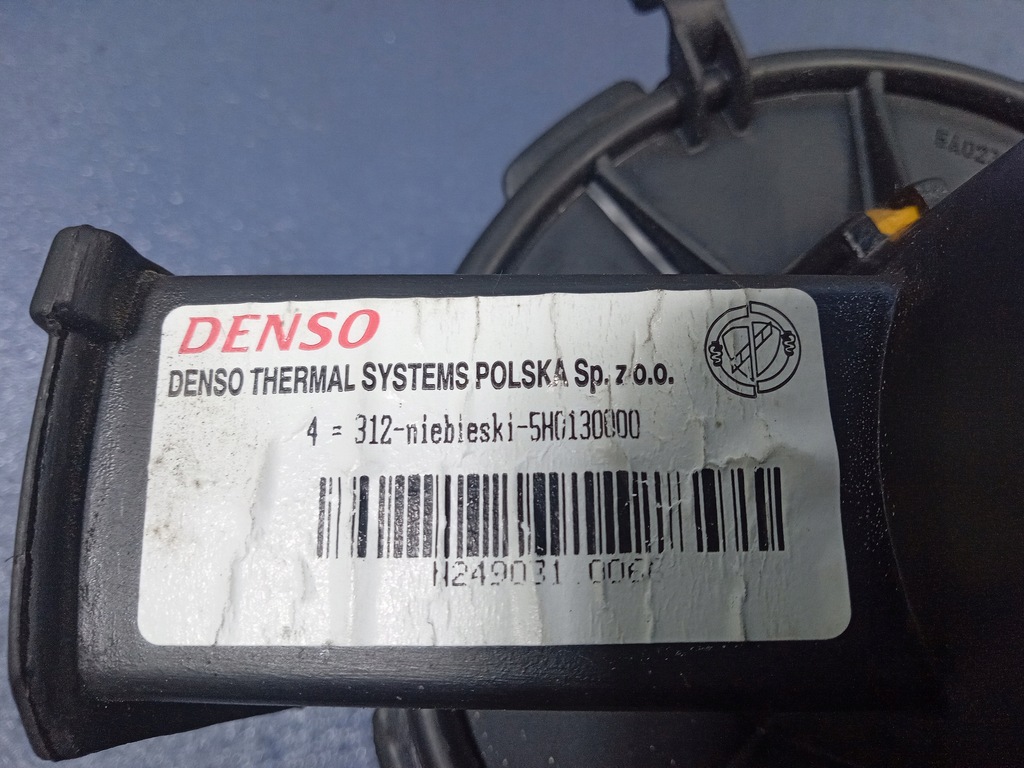 DENSO
DENSO THERMAL SYSTEMS POLSKA Sp. z o.o.
4 = 312-niebieski-5H0130000